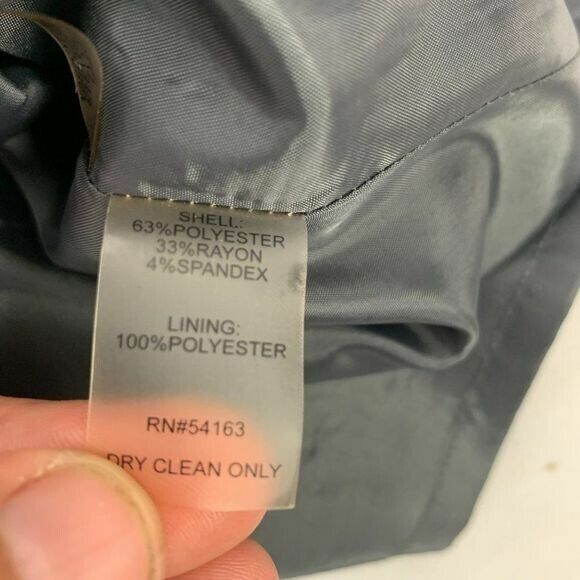 SHELL:
63%POLYESTER
33%RAYON
4%SPANDEX
LINING:
100%POLYESTER
RN#54163
DRY CLEAN ONLY